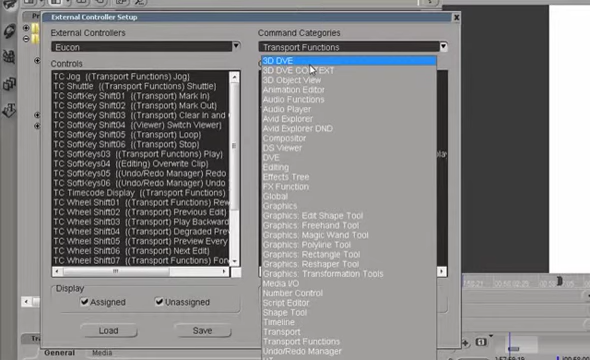 External Controller Setup
External Controllers
Command Categories
Eucon
Transport Functions
Controls
TC Jog {(Transport Functions) Jog}
TC Shuttle {(Transport Functions) Shuttle}
TC SoftKey Shift01 {(Transport) Mark In}
TC SoftKey Shift02 {(Transport) Mark Out}
TC SoftKey Shift03 {(Transport) Clear In and
TC SoftKey Shift04 {(Viewer) Switch Viewer}
TC SoftKey Shift05 {(Transport) Loop}
TC SoftKey Shift06 {(Transport) Stop}
TC SoftKeys03 {(Transport Functions) Play}
TC SoftKeys04 {(Editing) Overwrite Clip}
TC SoftKeys05 {(Undo/Redo Manager) Redo
TC SoftKeys06 {(Undo/Redo Manager) Undo
TC Timecode Display {(Transport Functions)
TC Wheel Shift01 {(Transport Functions) Rew
TC Wheel Shift02 {(Transport) Previous Edit}
TC Wheel Shift03 {(Transport) Play Backward
TC Wheel Shift04 {(Transport) Degraded Prev
TC Wheel Shift05 {(Transport) Preview Every
TC Wheel Shift06 {(Transport) Next Edit}
TC Wheel Shift07 {(Transport Functions) For
3D DVE
3D DVE CONTEXT
3D Object View
Animation Editor
Audio Functions
Audio Player
Avid Explorer
Avid Explorer DND
Compositor
DS Viewer
DVE
Editing
Effects Tree
FX Function
Global
Graphics
Graphics: Edit Shape Tool
Graphics: Freehand Tool
Graphics: Magic Wand Tool
Graphics: Polyline Tool
Graphics: Rectangle Tool
Graphics: Reshaper Tool
Graphics: Transformation Tools
Media I/O
Number Control
Script Editor
Shape Tool
Timeline
Transport
Transport Functions
Undo/Redo Manager
Display
Assigned
Unassigned
Load
Save
General
Media